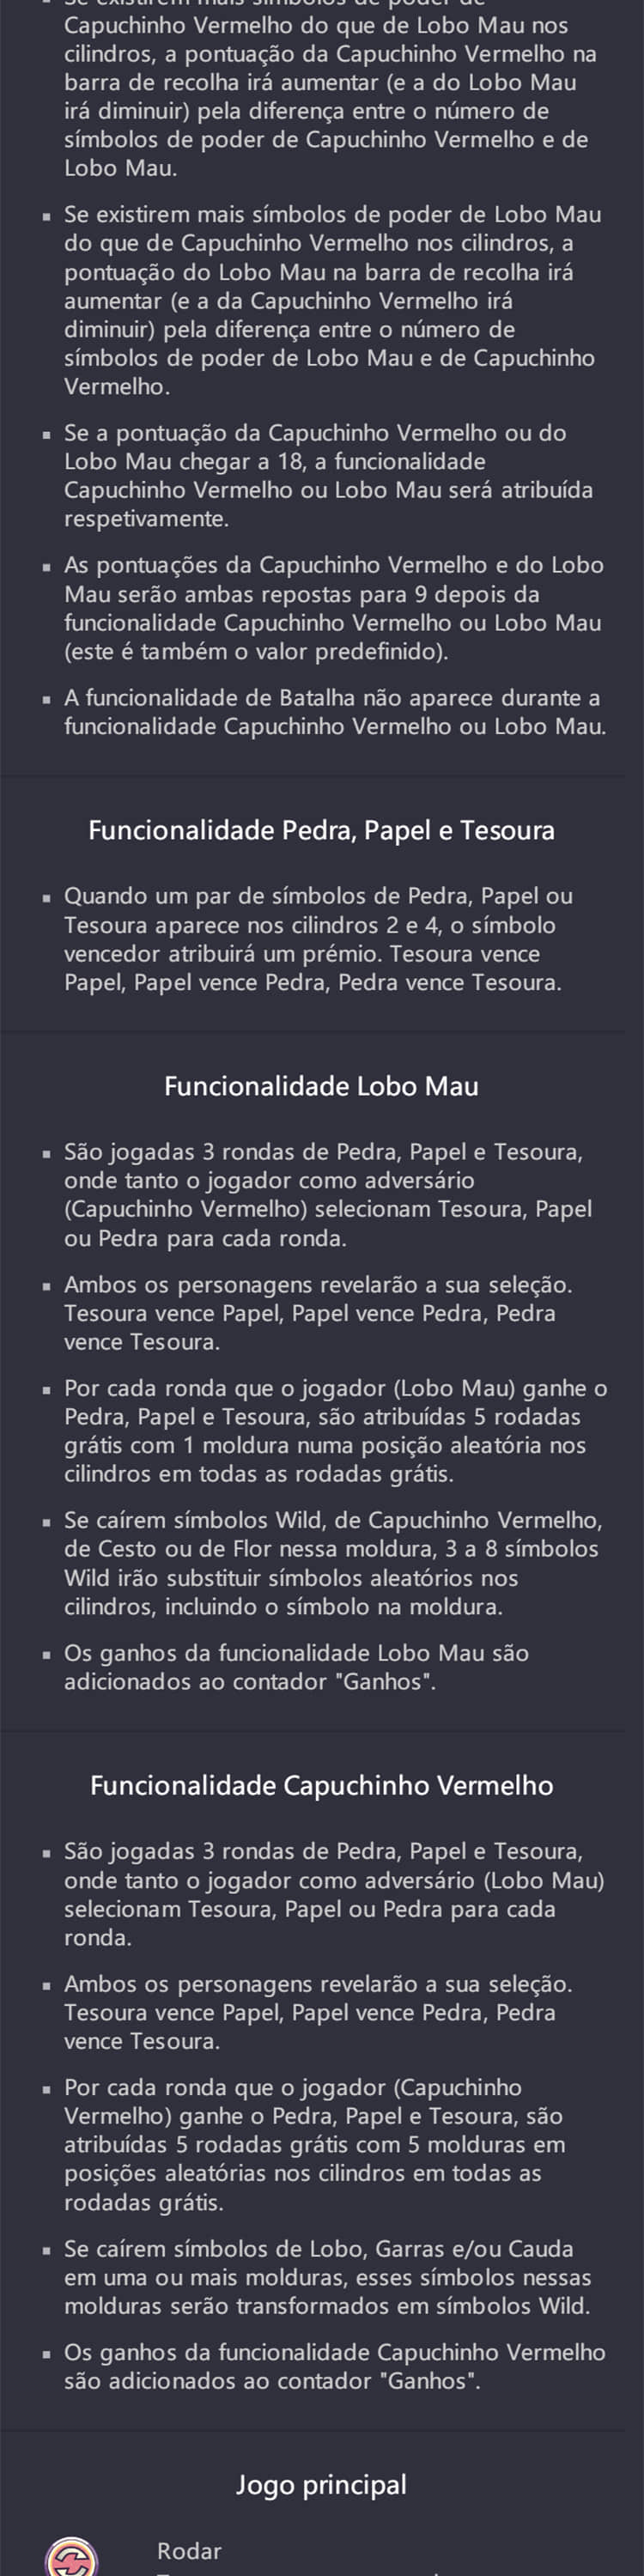 Se existirem mais símbolos de poder de
Capuchinho Vermelho do que de Lobo Mau nos
cilindros, a pontuação da Capuchinho Vermelho na
barra de recolha irá aumentar (e a do Lobo Mau
irá diminuir) pela diferença entre o número de
símbolos de poder de Capuchinho Vermelho e de
Lobo Mau.
Se existirem mais símbolos de poder de Lobo Mau
do que de Capuchinho Vermelho nos cilindros, a
pontuação do Lobo Mau na barra de recolha irá
aumentar (e a da Capuchinho Vermelho irá
diminuir) pela diferença entre o número de
símbolos de poder de Lobo Mau e de Capuchinho
Vermelho.
Se a pontuação da Capuchinho Vermelho ou do
Lobo Mau chegar a 18, a funcionalidade
Capuchinho Vermelho ou Lobo Mau será atribuída
respetivamente.
As pontuações da Capuchinho Vermelho e do Lobo
Mau serão ambas repostas para 9 depois da
funcionalidade Capuchinho Vermelho ou Lobo Mau
(este é também o valor predefinido).
A funcionalidade de Batalha não aparece durante a
funcionalidade Capuchinho Vermelho ou Lobo Mau.
Funcionalidade Pedra, Papel e Tesoura
Quando um par de símbolos de Pedra, Papel ou
Tesoura aparece nos cilindros 2 e 4, o símbolo
vencedor atribuirá um prémio. Tesoura vence
Papel, Papel vence Pedra, Pedra vence Tesoura.
Funcionalidade Lobo Mau
São jogadas 3 rondas de Pedra, Papel e Tesoura,
onde tanto o jogador como adversário
(Capuchinho Vermelho) selecionam Tesoura, Papel
ou Pedra para cada ronda.
Ambos os personagens revelarão a sua seleção.
Tesoura vence Papel, Papel vence Pedra, Pedra
vence Tesoura.
Por cada ronda que o jogador (Lobo Mau) ganhe o
Pedra, Papel e Tesoura, são atribuídas 5 rodadas
grátis com 1 moldura numa posição aleatória nos
cilindros em todas as rodadas grátis.
Se caírem símbolos Wild, de Capuchinho Vermelho,
de Cesto ou de Flor nessa moldura, 3 a 8 símbolos
Wild irão substituir símbolos aleatórios nos
cilindros, incluindo o símbolo na moldura.
Os ganhos da funcionalidade Lobo Mau são
adicionados ao contador "Ganhos".
Funcionalidade Capuchinho Vermelho
São jogadas 3 rondas de Pedra, Papel e Tesoura,
onde tanto o jogador como adversário (Lobo Mau)
selecionam Tesoura, Papel ou Pedra para cada
ronda.
Ambos os personagens revelarão a sua seleção.
Tesoura vence Papel, Papel vence Pedra, Pedra
vence Tesoura.
Por cada ronda que o jogador (Capuchinho
Vermelho) ganhe o Pedra, Papel e Tesoura, são
atribuídas 5 rodadas grátis com 5 molduras em
posições aleatórias nos cilindros em todas as
rodadas grátis.
Se caírem símbolos de Lobo, Garras e/ou Cauda
em uma ou mais molduras, esses símbolos nessas
molduras serão transformados em símbolos Wild.
Os ganhos da funcionalidade Capuchinho Vermelho
são adicionados ao contador "Ganhos".
Jogo principal
Rodar